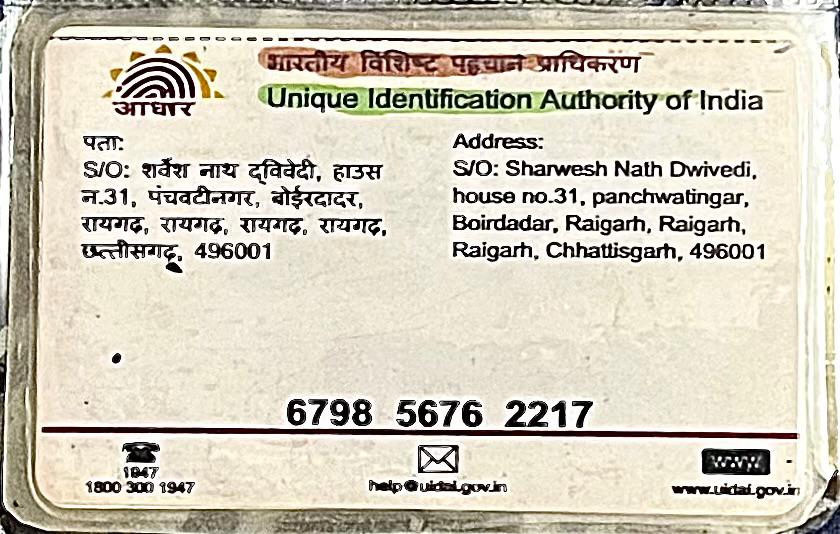 भारतीय विशिष्ट पहचान प्राधिकरण
Unique Identification Authority of India
आधार
पता:
S/O: शर्वेश नाथ द्विवेदी, हाउस
न.31, पंचवटीनगर, बोईरदादर,
रायगढ़, रायगढ़, रायगढ़, रायगढ़,
छत्तीसगढ़, 496001
Address:
S/O: Sharwesh Nath Dwivedi,
house no.31, panchwatingar,
Boirdadar, Raigarh, Raigarh,
Raigarh, Chhattisgarh, 496001
6798 5676 2217
1947
1800 300 1947
help@uidai.gov.in
www
www.uidai.gov.in